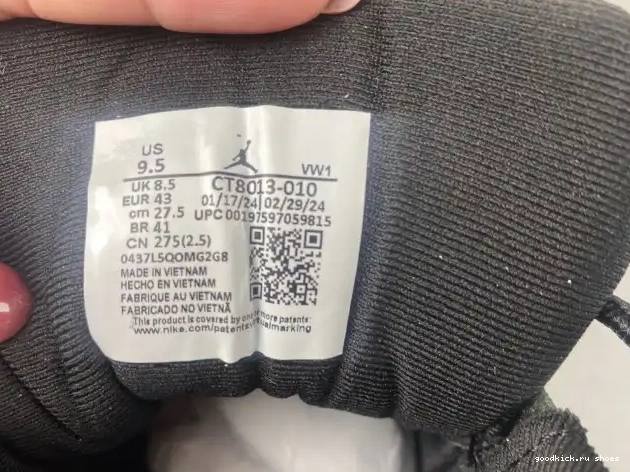 US
9.5
VW1
UK 8.5 CT8013-010
EUR 43 01/17/24 02/29/24
cm 27.5 UPC 00197597059815
BR 41
CN 275(2.5)
0437L5QOMG2G8
MADE IN VIETNAM
HECHO EN VIETNAM
FABRIQUE AU VIETNAM
FABRICADO NO VIETNÃ
This product is covered by one or more patents:
www.nike.com/patents
goodkick.ru shoes